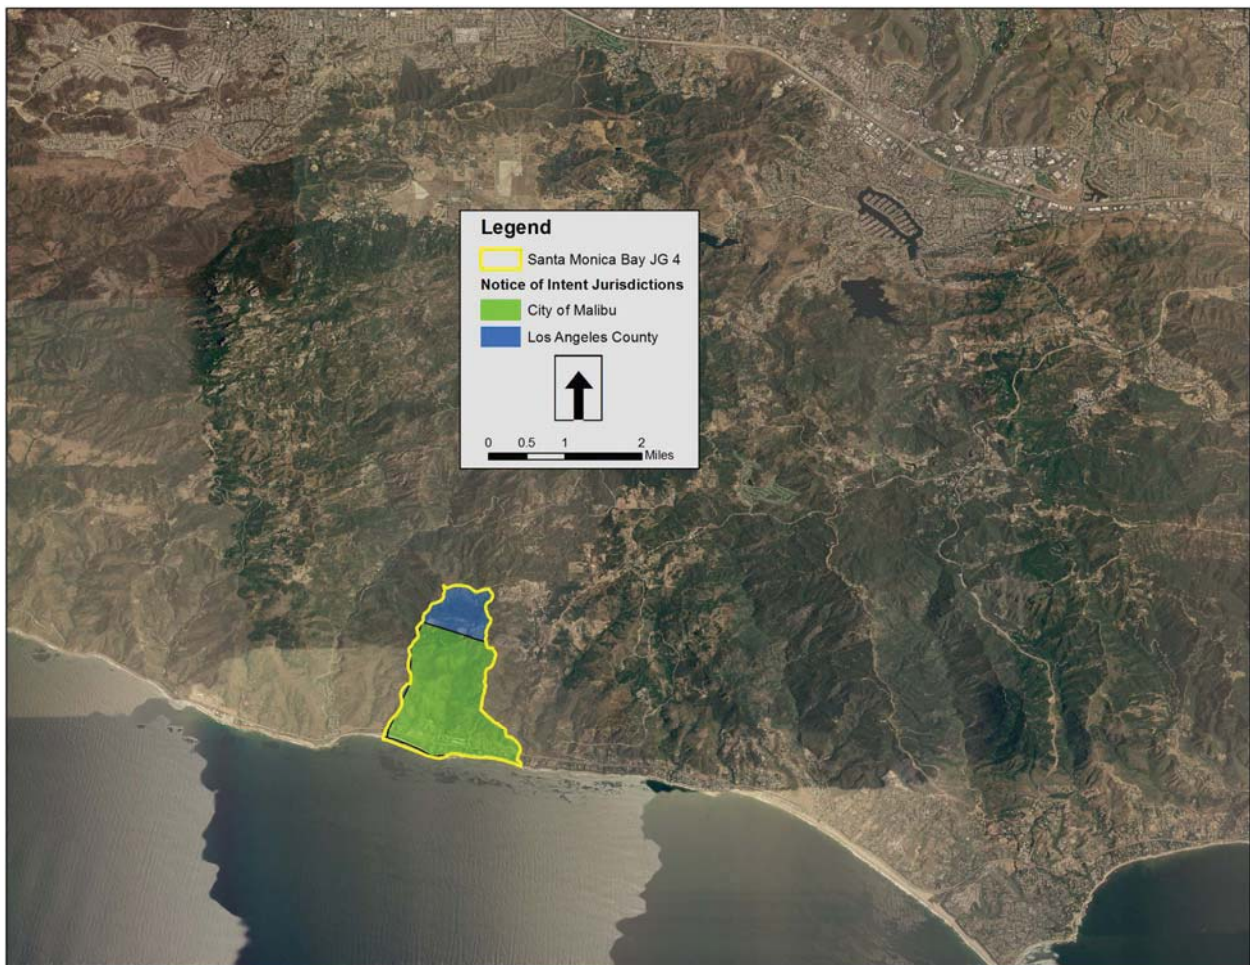 Legend
Santa Monica Bay JG 4
Notice of Intent Jurisdictions
City of Malibu
Los Angeles County
0 0.5 1 2
Miles